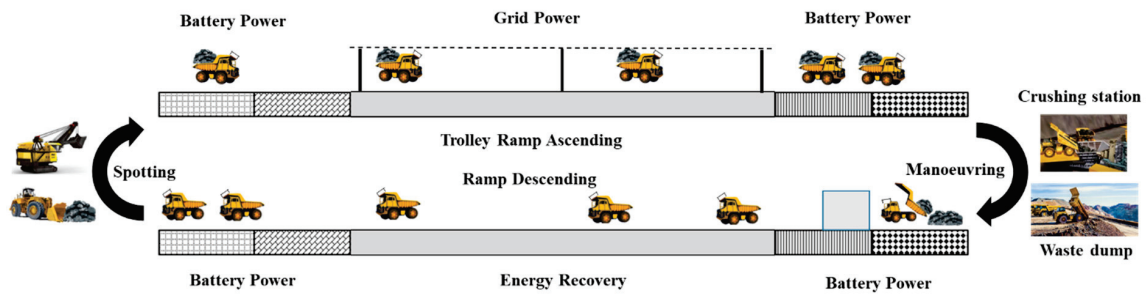 Battery Power
Grid Power
Battery Power
Crushing station
Trolley Ramp Ascending
Spotting
Ramp Descending
Manoeuvring
Waste dump
Battery Power
Energy Recovery
Battery Power